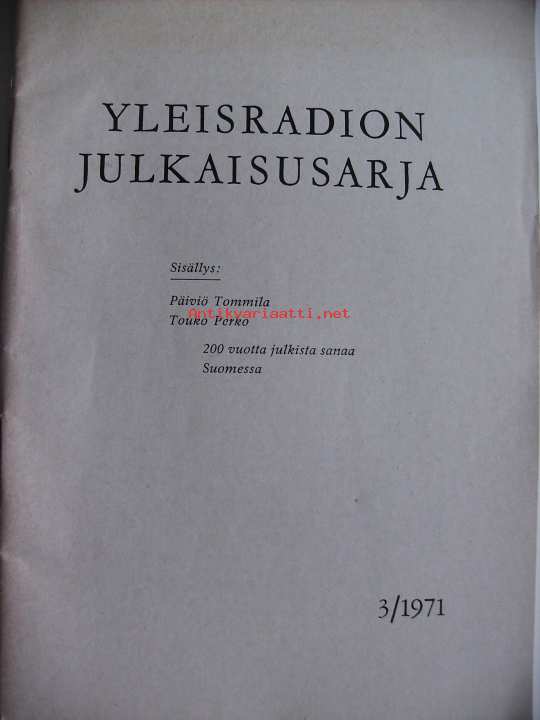 YLEISRADION
JULKAISUSARJA
Sisällys:
Päiviö Tommila
Antikvariaatti.net
Touko Perko
200 vuotta julkista sanaa
Suomessa
3/1971